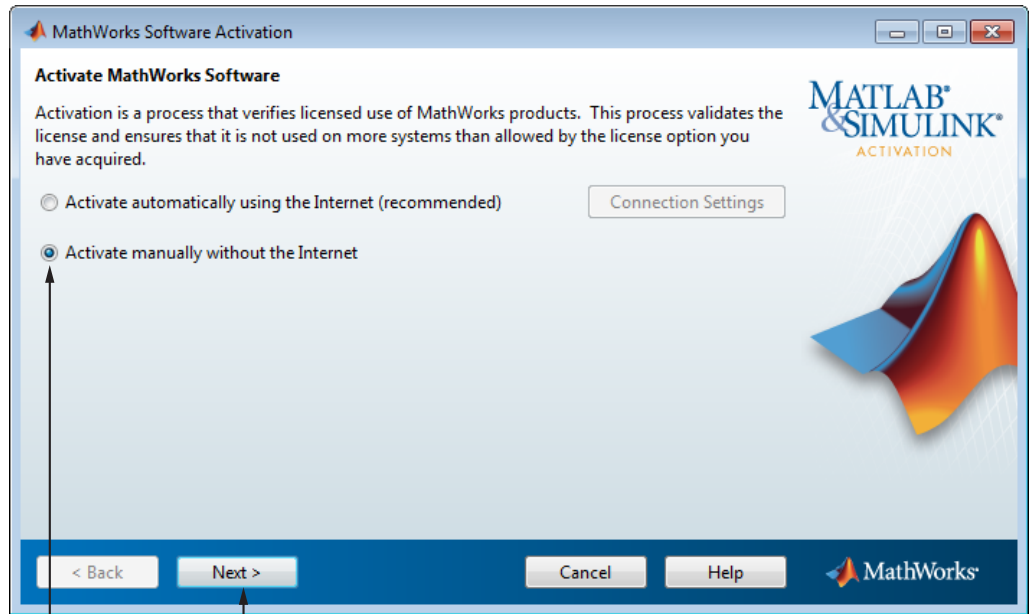 MathWorks Software Activation
Activate MathWorks Software
Activation is a process that verifies licensed use of MathWorks products.  This process validates the
license and ensures that it is not used on more systems than allowed by the license option you
have acquired.
MATLAB®
&SIMULINK®
ACTIVATION
Activate automatically using the Internet (recommended)
Connection Settings
Activate manually without the Internet
< Back
Next >
Cancel
Help
MathWorks®